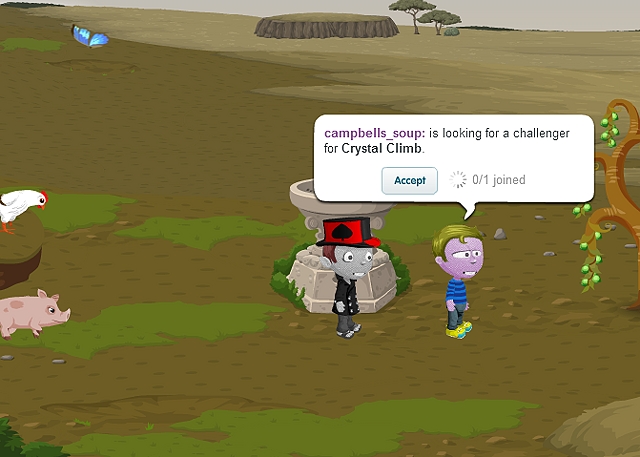 campbells_soup: is looking for a challenger
for Crystal Climb.
Accept 0/1 joined